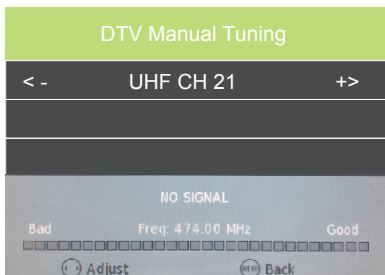 DTV Manual Tuning
< - UHF CH 21 +>
NO SIGNAL
Bad Freq: 474.00 MHz Good
Adjust MENU Back